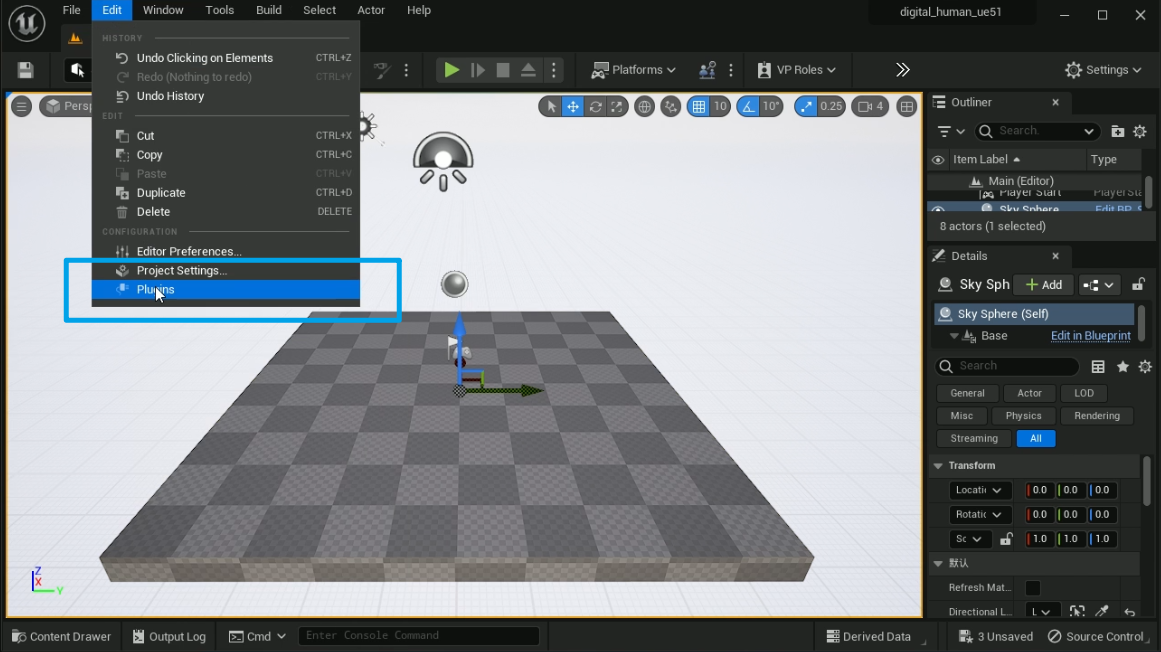 File Edit Window Tools Build Select Actor Help
digital_human_ue51
HISTORY
Undo Clicking on Elements CTRL+Z
Redo (Nothing to redo) CTRL+Y
Undo History
EDIT
Cut CTRL+X
Copy CTRL+C
Paste CTRL+V
Duplicate CTRL+D
Delete DELETE
CONFIGURATION
Editor Preferences...
Project Settings...
Plugins
Platforms
VP Roles
Settings
Persp
10 10° 0.25 4
Outliner
Search.
Item Label Type
Main (Editor)
Player Start PlayerSta
Sky Sphere Edit BP_S
8 actors (1 selected)
Details
Sky Sph Add
Sky Sphere (Self)
Base Edit in Blueprint
Search
General Actor LOD
Misc Physics Rendering
Streaming All
Transform
Locati 0.0 0.0 0.0
Rotatic 0.0 0.0 0.0
Sc 1.0 1.0 1.0
默认
Refresh Mat...
Directional L... L
Z
X
Y
Content Drawer Output Log Cmd Enter Console Command Derived Data 3 Unsaved Source Control